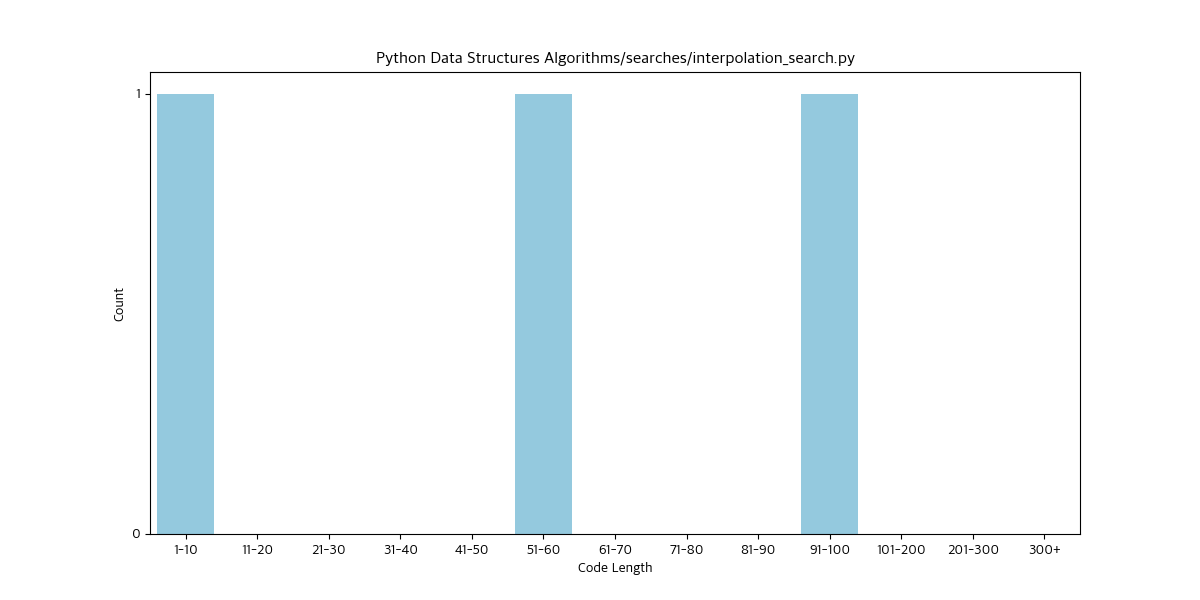 Python Data Structures Algorithms/searches/interpolation_search.py
1
0
Count
1-10 11-20 21-30 31-40 41-50 51-60 61-70 71-80 81-90 91-100 101-200 201-300 300+
Code Length